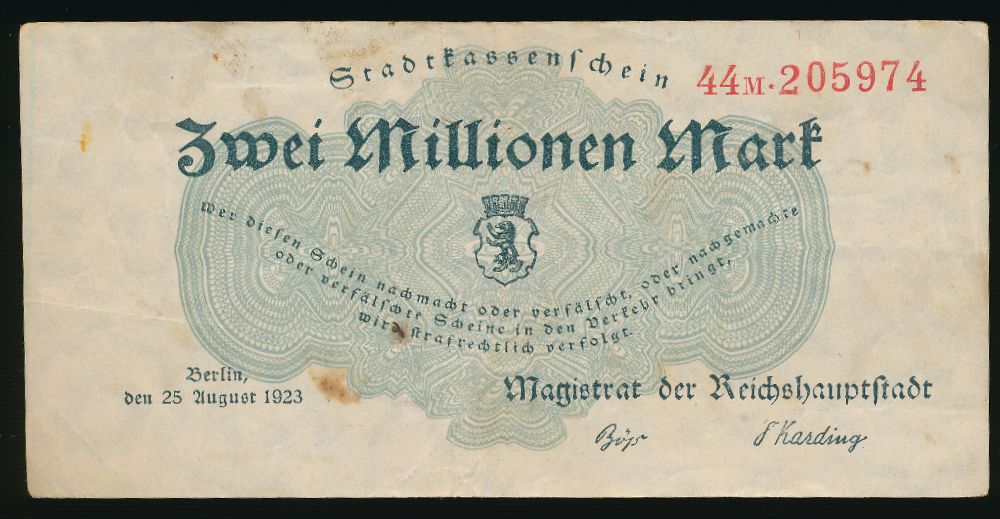 Stadtkassenschein
44M·205974
Zwei Millionen Mark
Wer diesen Schein nachmacht oder verfälscht, oder nachgemachte
oder verfälschte Scheine in den Verkehr bringt,
wird strafrechtlich verfolgt.
Berlin,
den 25 August 1923
Magistrat der Reichshauptstadt
Böß
F Karding